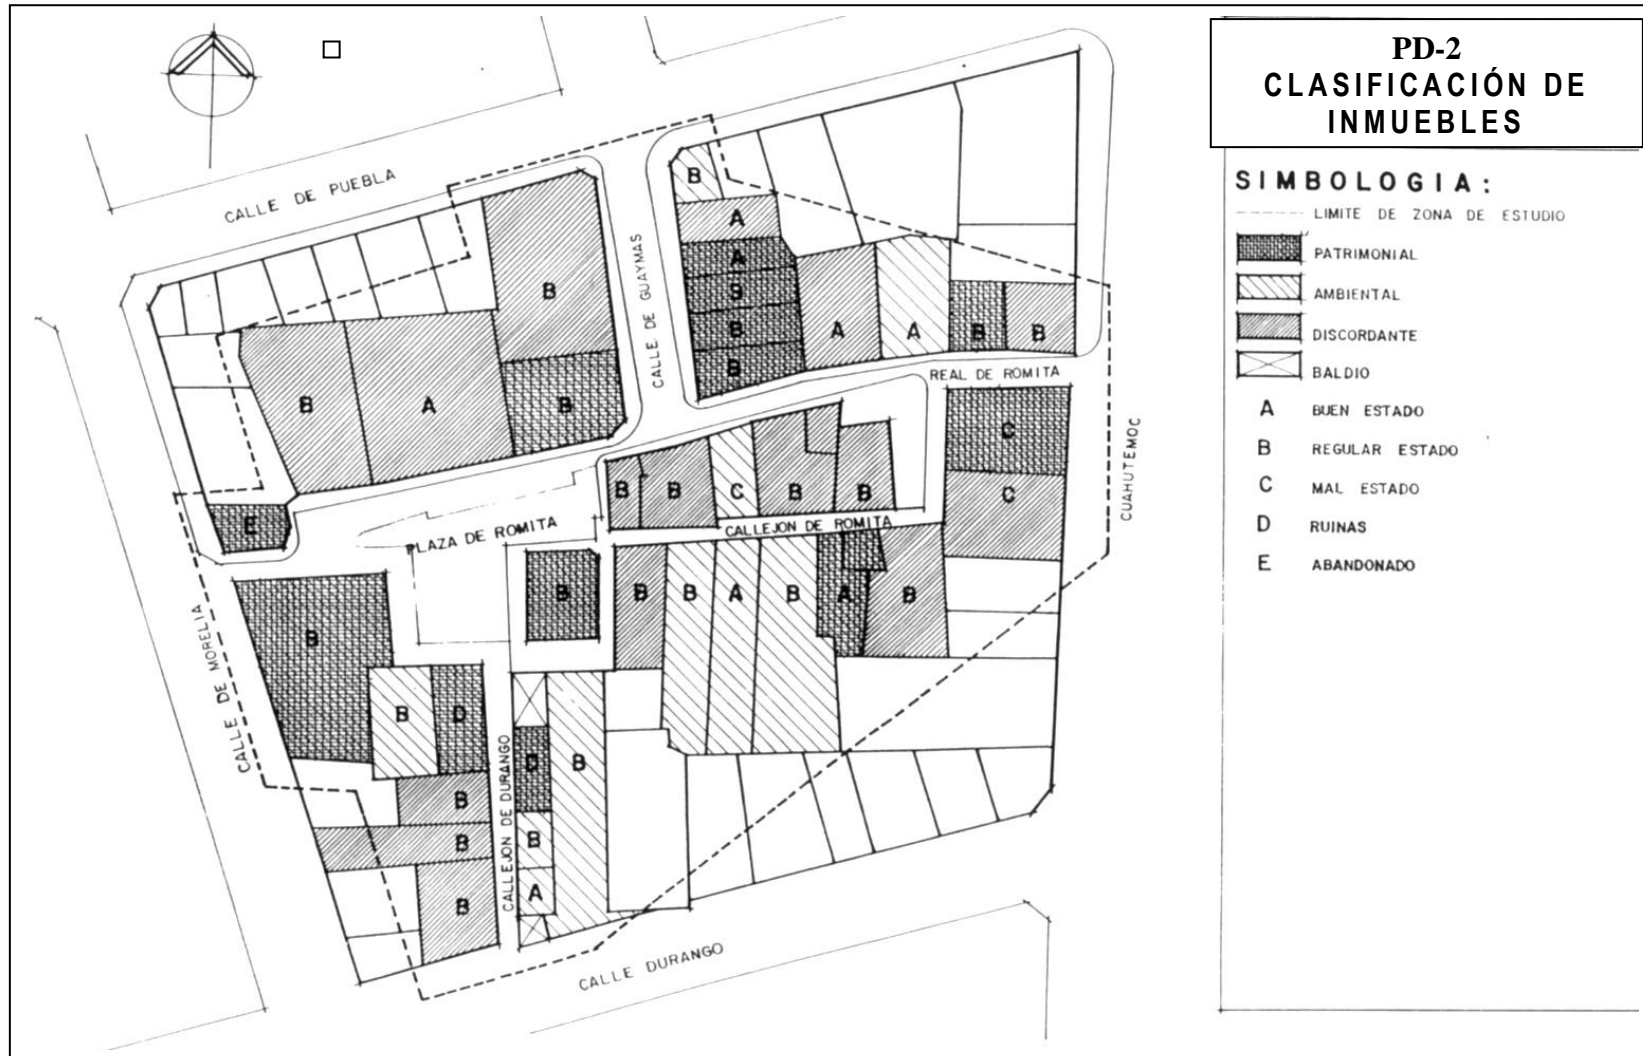 PD-2
CLASIFICACIÓN DE
INMUEBLES
SIMBOLOGIA:
LIMITE DE ZONA DE ESTUDIO
PATRIMONIAL
AMBIENTAL
DISCORDANTE
BALDIO
A BUEN ESTADO
B REGULAR ESTADO
C MAL ESTADO
D RUINAS
E ABANDONADO
CALLE DE PUEBLA
CALLE DE GUAYMAS
REAL DE ROMITA
CUAHUTEMOC
CALLEJON DE ROMITA
PLAZA DE ROMITA
CALLE DE MORELIA
CALLEJON DE DURANGO
CALLE DURANGO
B
A
B
A
B
B
B
A
A
B
B
B
A
B
C
B
B
C
B
B
C
E
B
B
B
A
B
A
B
B
B
D
D
B
B
B
B
A
B